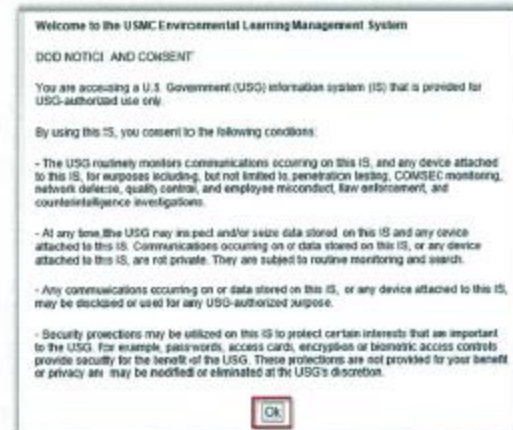 Welcome to the USMC Environmental Learning Management System
DOD NOTICE AND CONSENT
You are accessing a U.S. Government (USG) information system (IS) that is provided for
USG-authorized use only.
By using this IS, you consent to the following conditions:
- The USG routinely monitors communications occurring on this IS, and any device attached
to this IS, for purposes including, but not limited to, penetration testing, COMSEC monitoring,
network defense, quality control, and employee misconduct, law enforcement, and
counterintelligence investigations.
- At any time, the USG may inspect and/or seize data stored on this IS and any device
attached to this IS. Communications occurring on or data stored on this IS, or any device
attached to this IS, are not private. They are subject to routine monitoring and search.
- Any communications occurring on or data stored on this IS, or any device attached to this IS,
may be disclosed or used for any USG-authorized purpose.
- Security protections may be utilized on this IS to protect certain interests that are important
to the USG. For example, passwords, access cards, encryption or biometric access controls
provide security for the benefit of the USG. These protections are not provided for your benefit
or privacy and may be modified or eliminated at the USG's discretion.
Ok